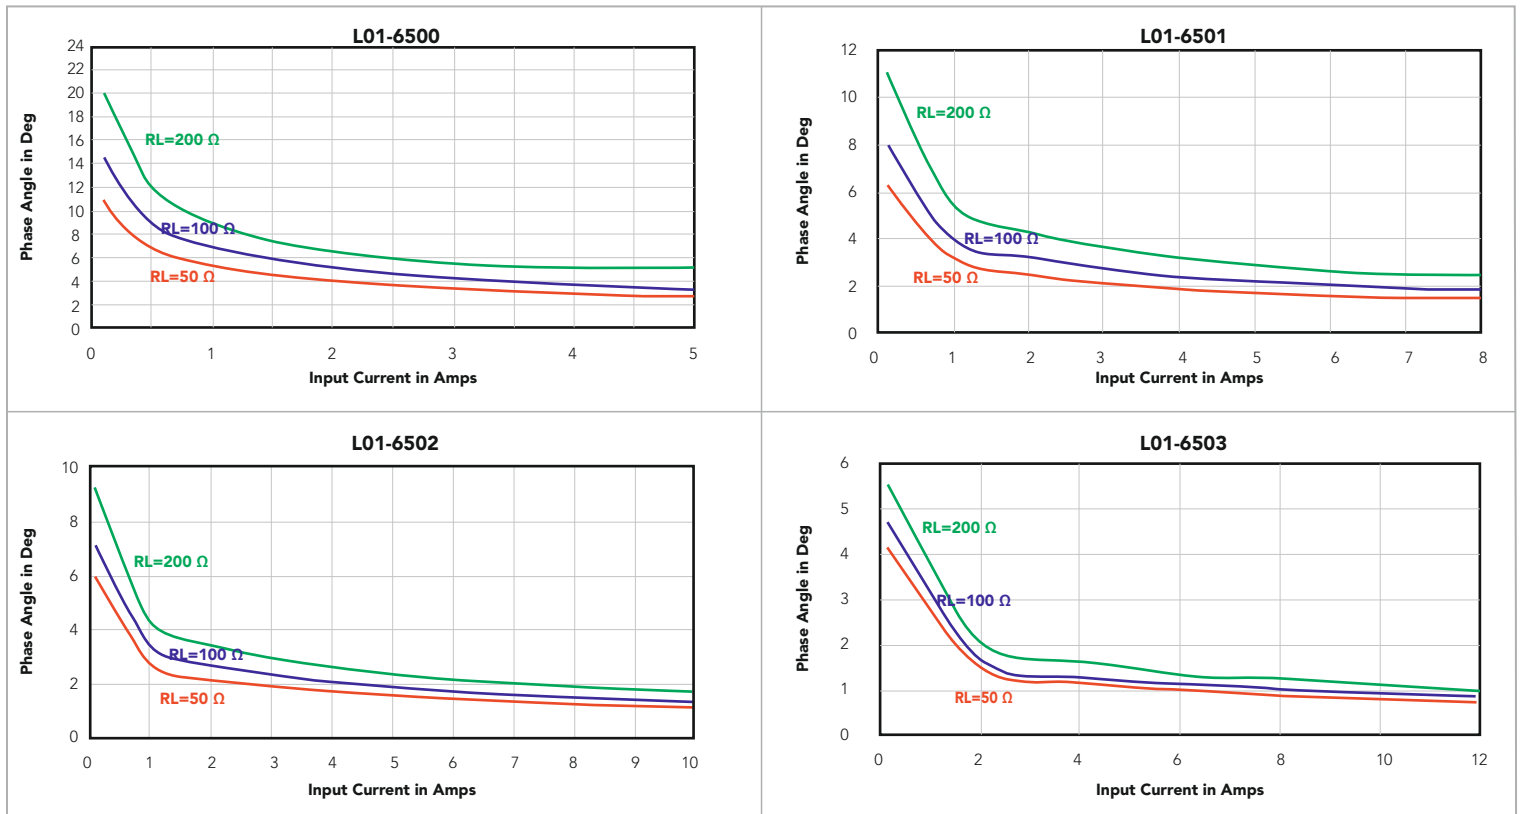 L01-6500
24
22
20
18
16
14
12
10
8
6
4
2
0
Phase Angle in Deg
RL=200 Ω
RL=100 Ω
RL=50 Ω
0 1 2 3 4 5
Input Current in Amps
L01-6501
12
10
8
6
4
2
0
Phase Angle in Deg
RL=200 Ω
RL=100 Ω
RL=50 Ω
0 1 2 3 4 5 6 7 8
Input Current in Amps
L01-6502
10
8
6
4
2
0
Phase Angle in Deg
RL=200 Ω
RL=100 Ω
RL=50 Ω
0 1 2 3 4 5 6 7 8 9 10
Input Current in Amps
L01-6503
6
5
4
3
2
1
0
Phase Angle in Deg
RL=200 Ω
RL=100 Ω
RL=50 Ω
0 2 4 6 8 10 12
Input Current in Amps